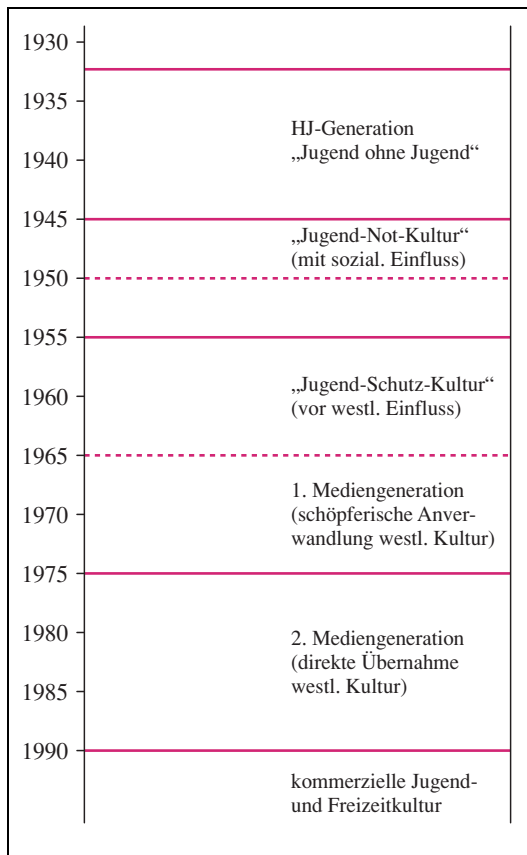 1930
1935
HJ-Generation
„Jugend ohne Jugend“
1940
1945
„Jugend-Not-Kultur“
(mit sozial. Einfluss)
1950
1955
„Jugend-Schutz-Kultur“
1960
(vor westl. Einfluss)
1965
1. Mediengeneration
1970
(schöpferische Anver-
wandlung westl. Kultur)
1975
1980
2. Mediengeneration
(direkte Übernahme
1985
westl. Kultur)
1990
kommerzielle Jugend-
und Freizeitkultur